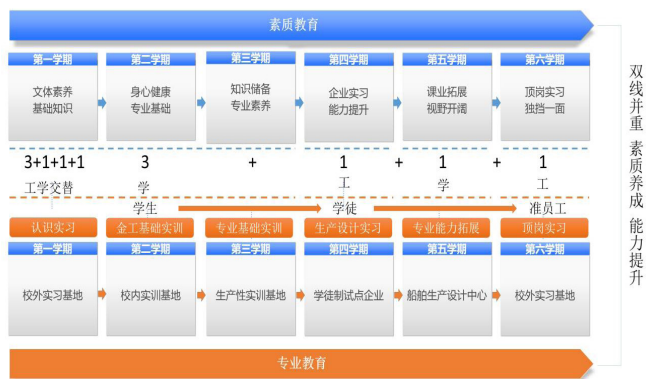 素质教育
第一学期 第二学期 第三学期 第四学期 第五学期 第六学期
文体素养 身心健康 知识储备 企业实习 课业拓展 顶岗实习
基础知识 专业基础 专业素养 能力提升 视野开阔 独挡一面
3+1+1+1 3 + 1 + 1 + 1
工学交替 学 工 学 工
学生 学徒 准员工
认识实习 金工基础实训 专业基础实训 生产设计实习 专业能力拓展 顶岗实习
第一学期 第二学期 第三学期 第四学期 第五学期 第六学期
校外实习基地 校内实训基地 生产性实训基地 学徒制试点企业 船舶生产设计中心 校外实习基地
专业教育
双线并重 素质养成 能力提升